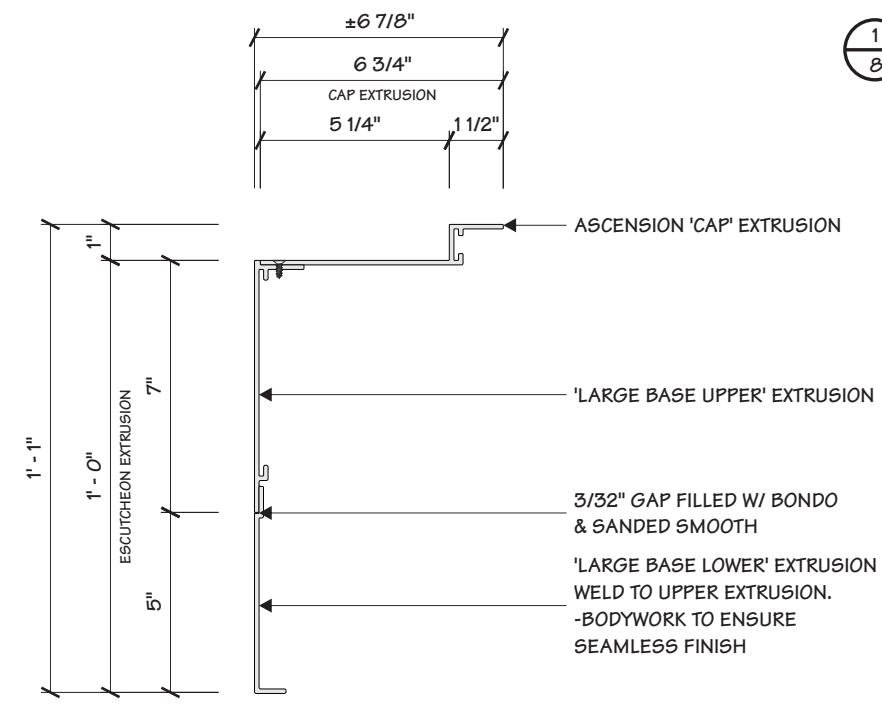 ±6 7/8"
1
8
6 3/4"
CAP EXTRUSION
5 1/4"
1 1/2"
ASCENSION 'CAP' EXTRUSION
1"
'LARGE BASE UPPER' EXTRUSION
7"
ESCUTCHEON EXTRUSION
1' - 0"
1' - 1"
3/32" GAP FILLED W/ BONDO
& SANDED SMOOTH
'LARGE BASE LOWER' EXTRUSION
WELD TO UPPER EXTRUSION.
-BODYWORK TO ENSURE
SEAMLESS FINISH
5"